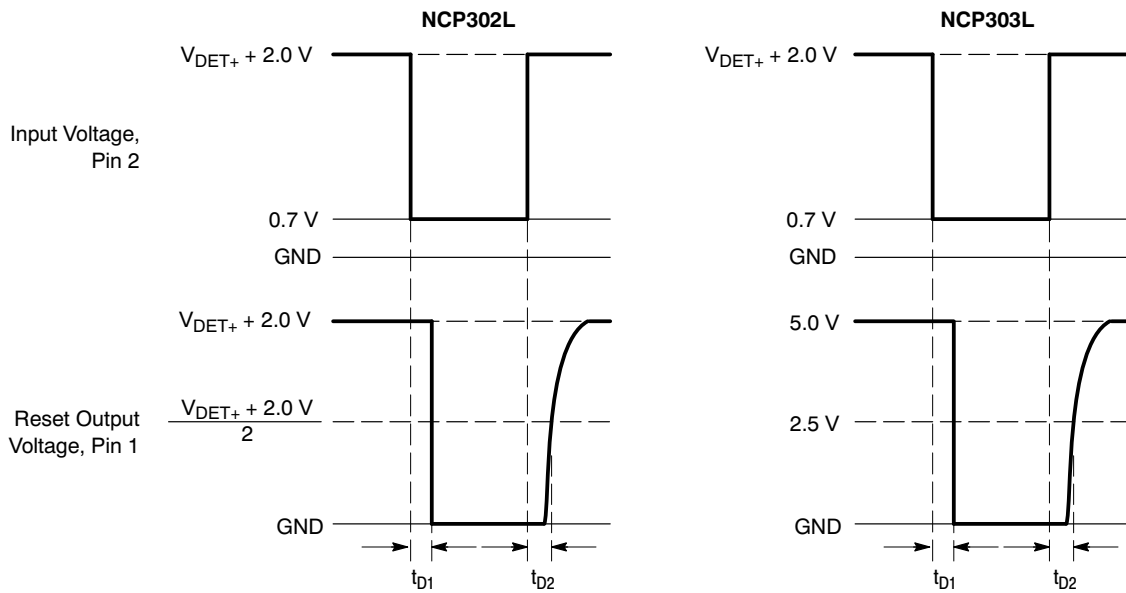 NCP302L
NCP303L
V_DET+ + 2.0 V
V_DET+ + 2.0 V
Input Voltage,
Pin 2
0.7 V
0.7 V
GND
GND
V_DET+ + 2.0 V
5.0 V
Reset Output
Voltage, Pin 1
V_DET+ + 2.0 V
2
2.5 V
GND
GND
t_D1
t_D2
t_D1
t_D2